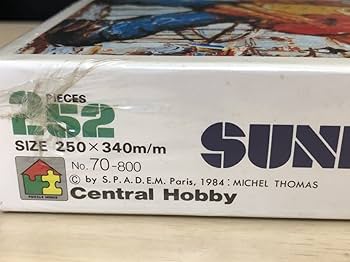 PIECES
252
SIZE 250×340m/m
No. 70-800
© by S.P.A.D.E.M. Paris, 1984: MICHEL THOMAS
Central Hobby
SUN